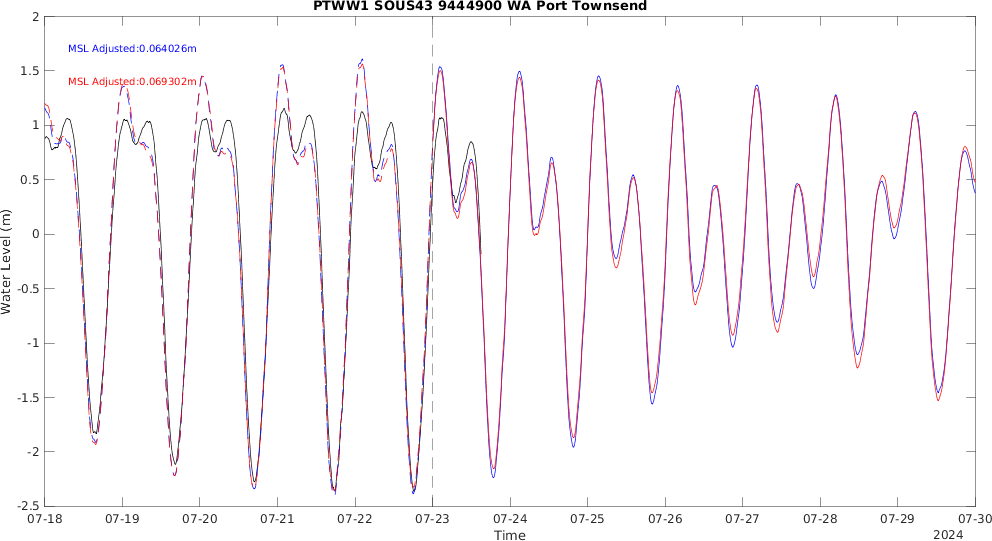 PTWW1 SOUS43 9444900 WA Port Townsend
2
MSL Adjusted:0.064026m
1.5
MSL Adjusted:0.069302m
1
0.5
0
-0.5
-1
-1.5
-2
-2.5
Water Level (m)
07-18 07-19 07-20 07-21 07-22 07-23 07-24 07-25 07-26 07-27 07-28 07-29 07-30
Time
2024